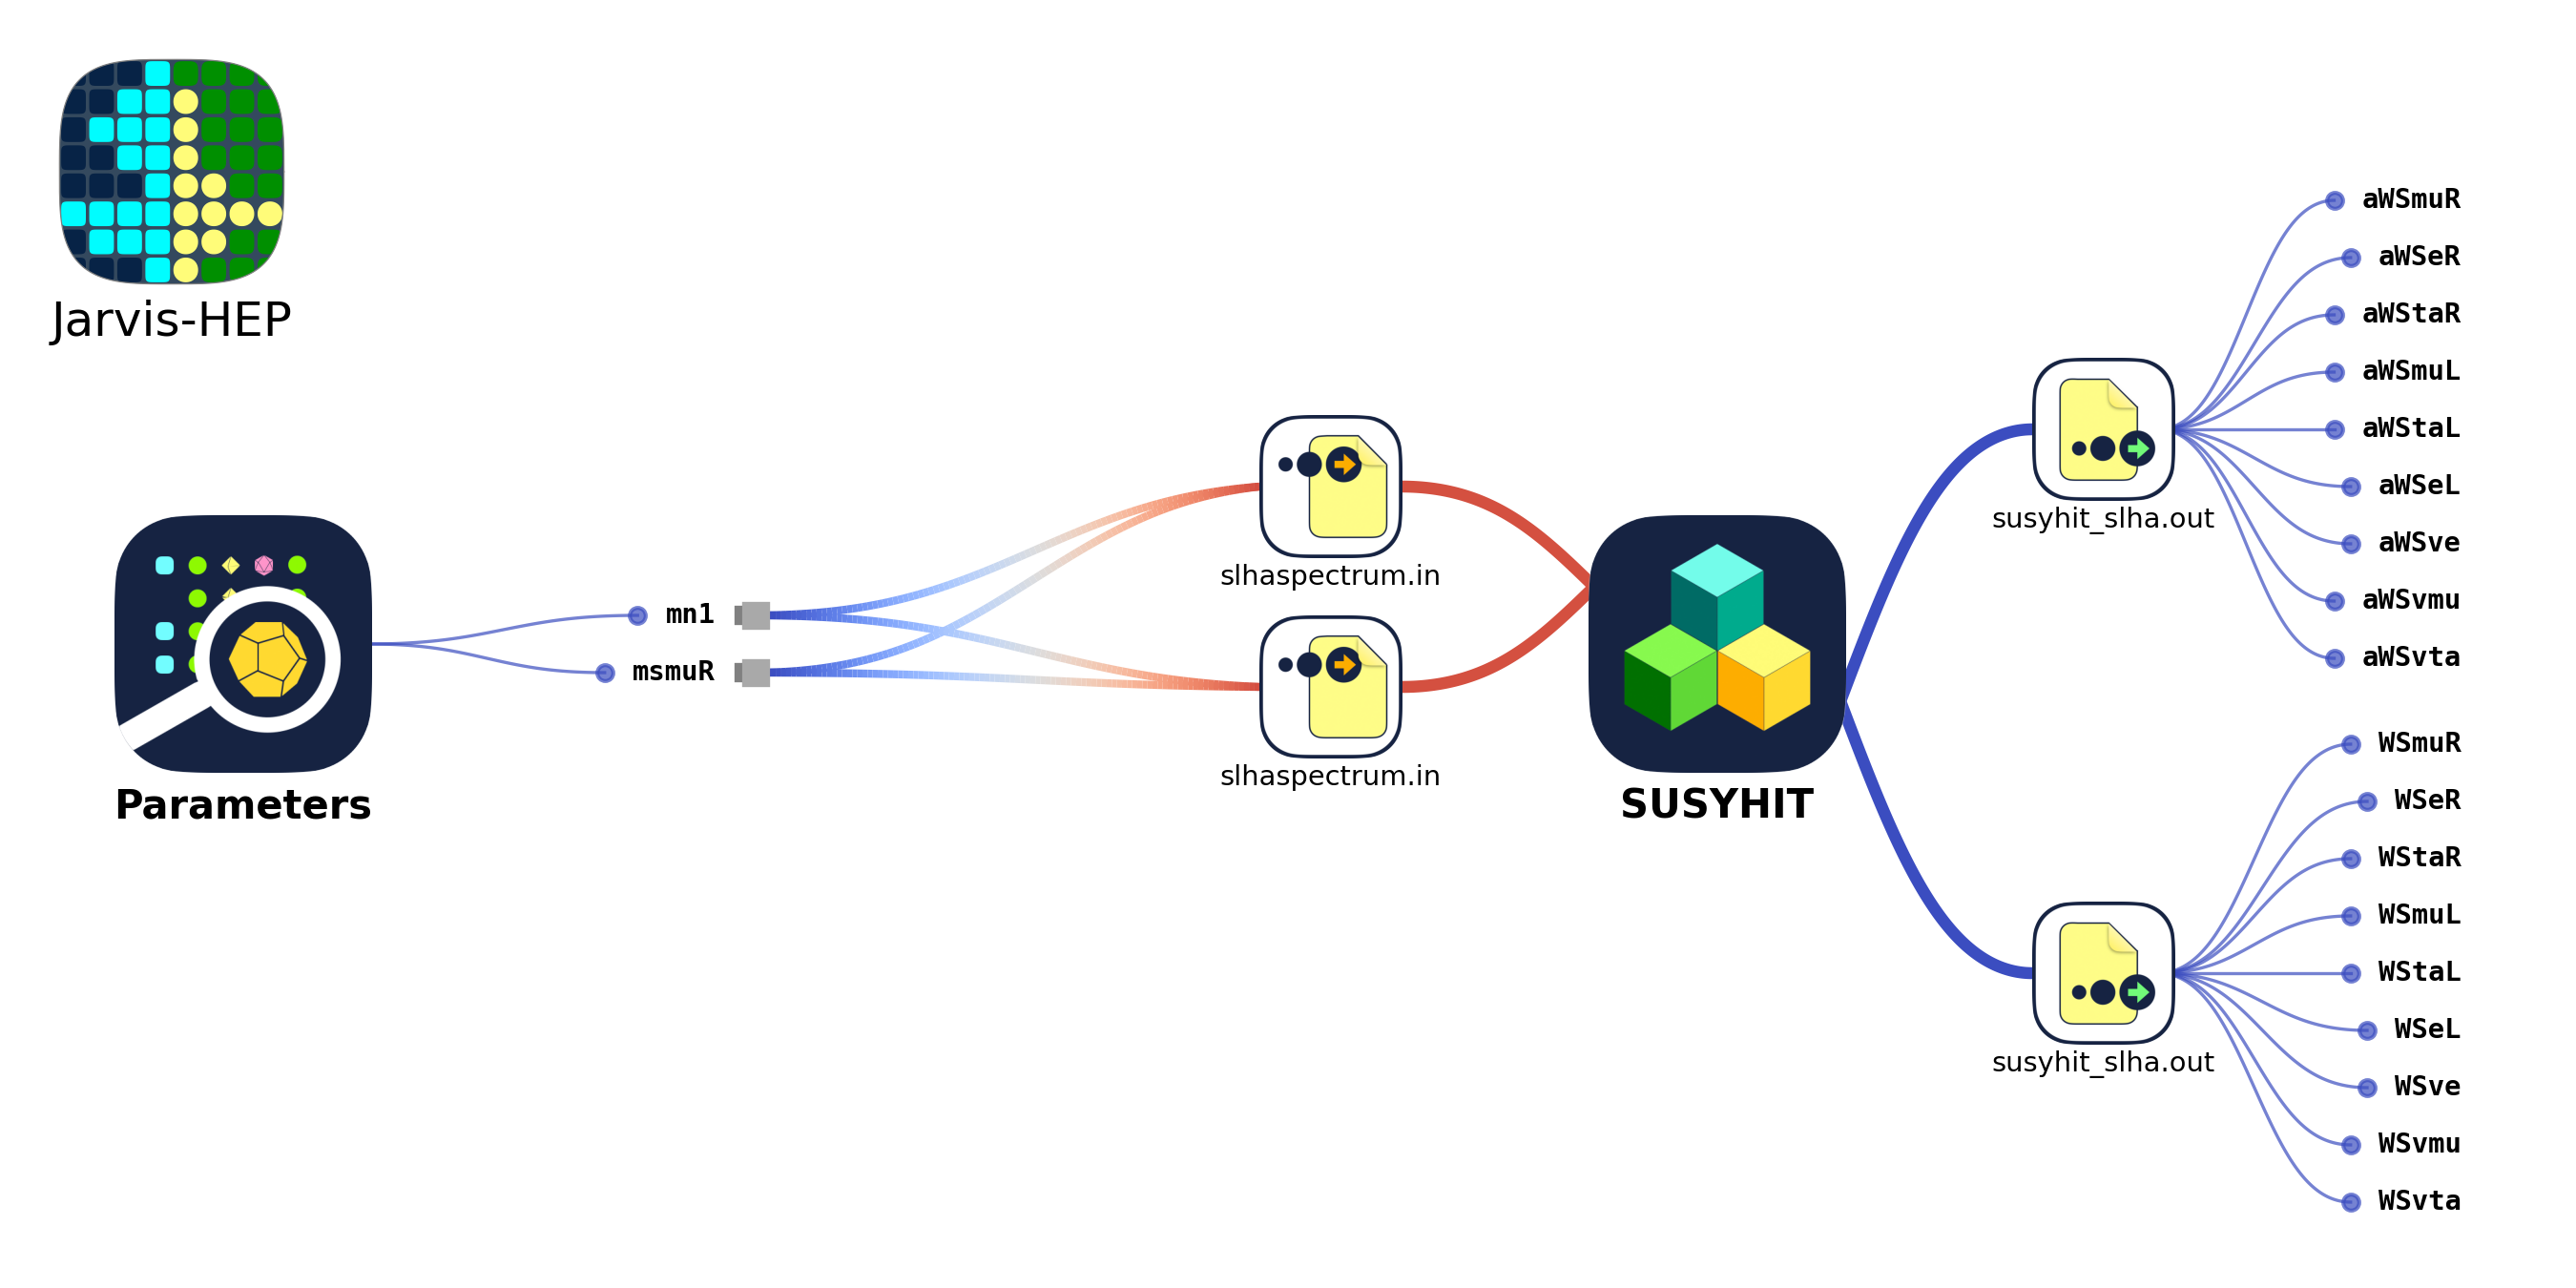 Jarvis-HEP
Parameters
mn1
msmuR
slhaspectrum.in
slhaspectrum.in
SUSYHIT
susyhit_slha.out
aWSmuR
aWSeR
aWStaR
aWSmuL
aWStaL
aWSeL
aWSve
aWSvmu
aWSvta
susyhit_slha.out
WSmuR
WSeR
WStaR
WSmuL
WStaL
WSeL
WSve
WSvmu
WSvta